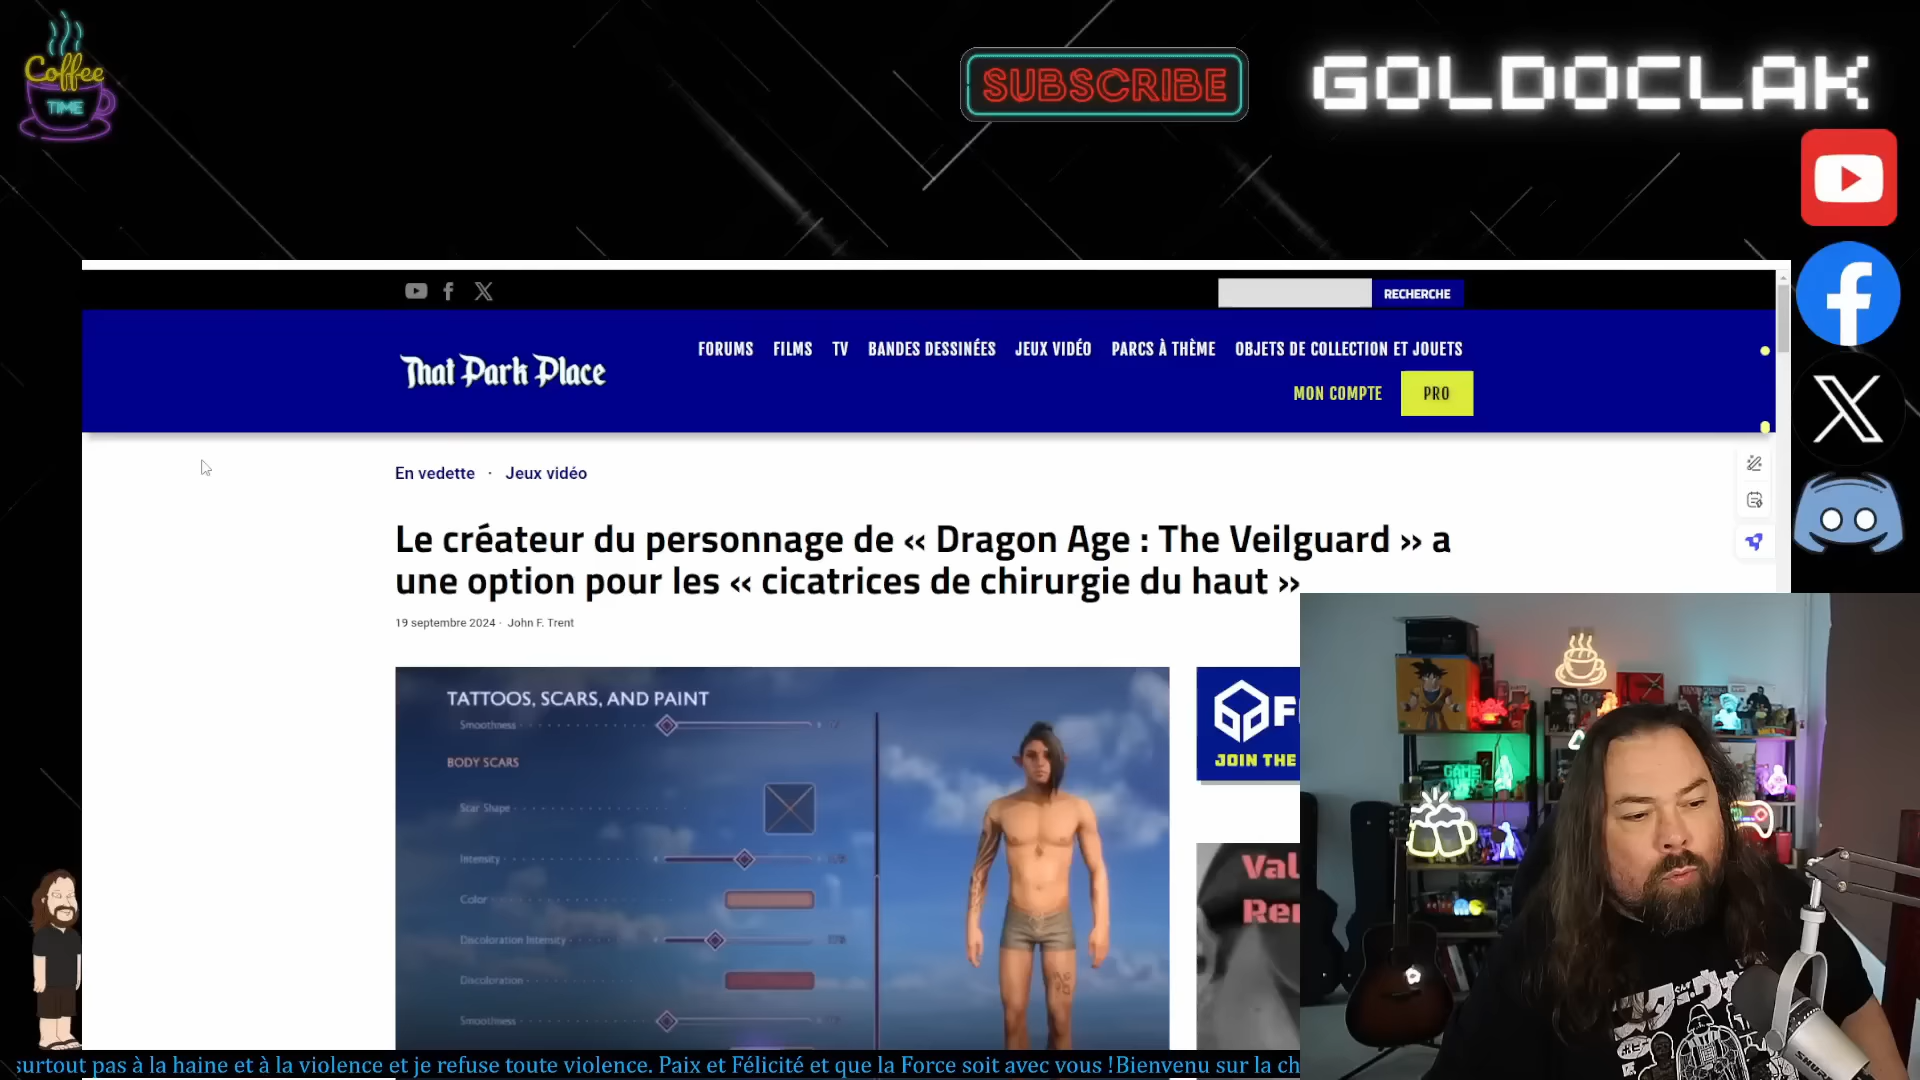 Coffee
TIME
SUBSCRIBE
GOLDOCLAK
RECHERCHE
That Park Place
FORUMS FILMS TV BANDES DESSINÉES JEUX VIDÉO PARCS À THÈME OBJETS DE COLLECTION ET JOUETS
MON COMPTE PRO
En vedette · Jeux vidéo
Le créateur du personnage de « Dragon Age : The Veilguard » a
une option pour les « cicatrices de chirurgie du haut »
19 septembre 2024 · John F. Trent
TATTOOS, SCARS, AND PAINT
Smoothness
BODY SCARS
Scar Shape
Intensity
Color
Discoloration Intensity
Discoloration
Smoothness
JOIN THE
Val
GAME
SHURE
surtout pas à la haine et à la violence et je refuse toute violence. Paix et Félicité et que la Force soit avec vous !Bienvenu sur la ch